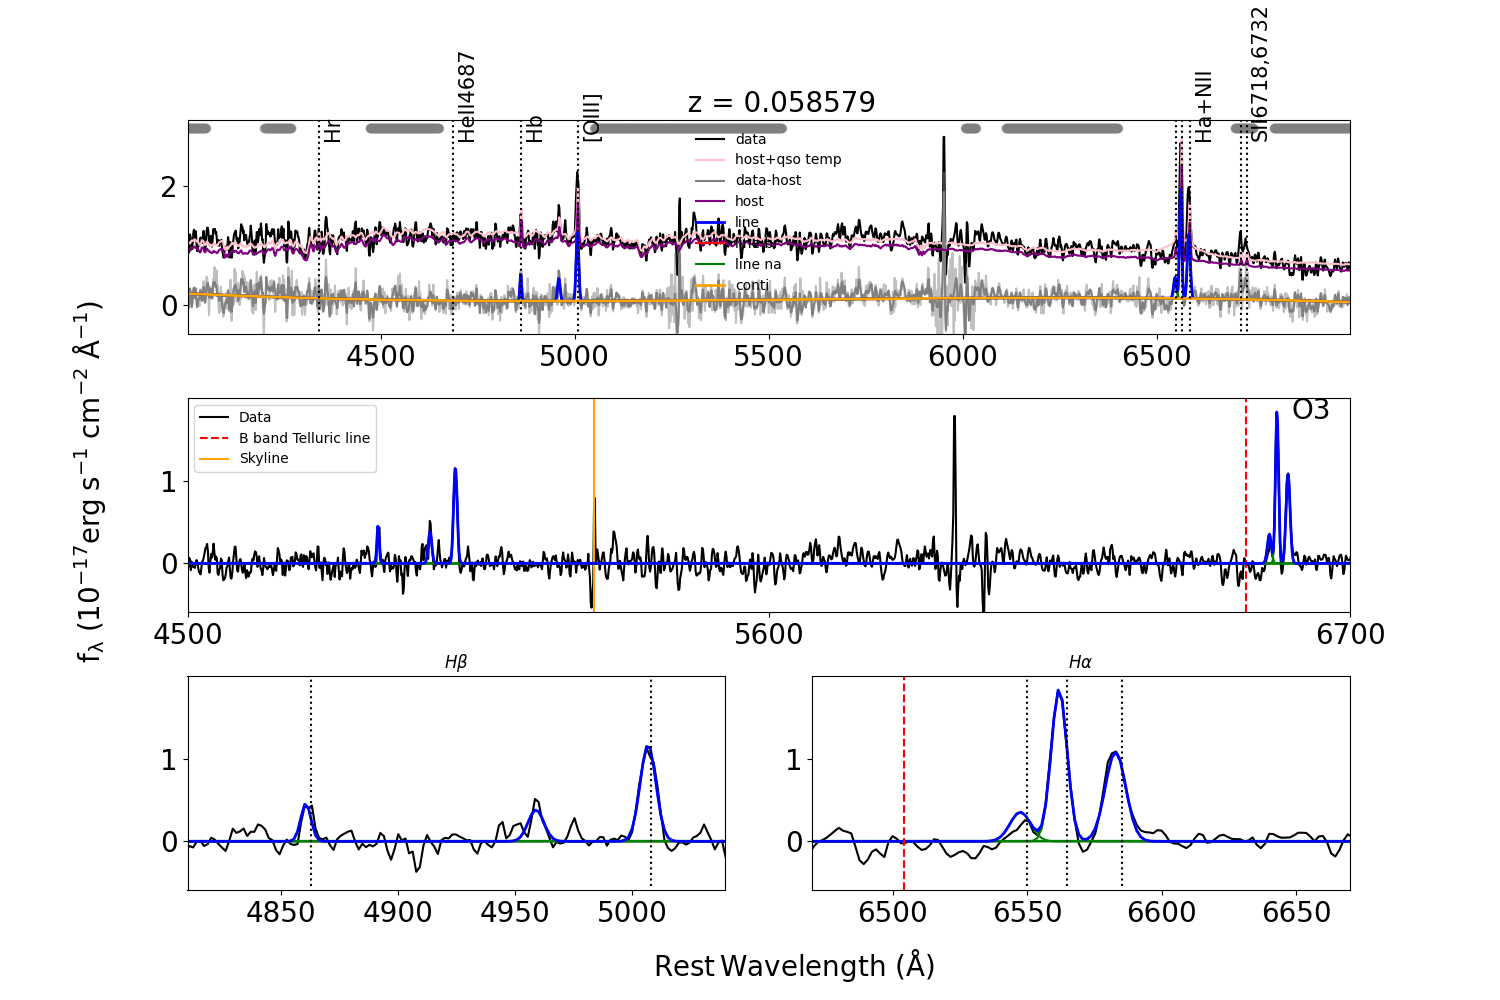 Hr
HeII4687
Hb
[OIII]
Ha+NII
SII6718,6732
z = 0.058579
data
host+qso temp
data-host
host
line
line na
conti
2
0
4500
5000
5500
6000
6500
Data
B band Telluric line
Skyline
O3
1
0
4500
5600
6700
fλ (10−17erg s−1 cm−2 Å−1)
Hβ
1
0
4850
4900
4950
5000
Hα
1
0
6500
6550
6600
6650
Rest Wavelength (Å)